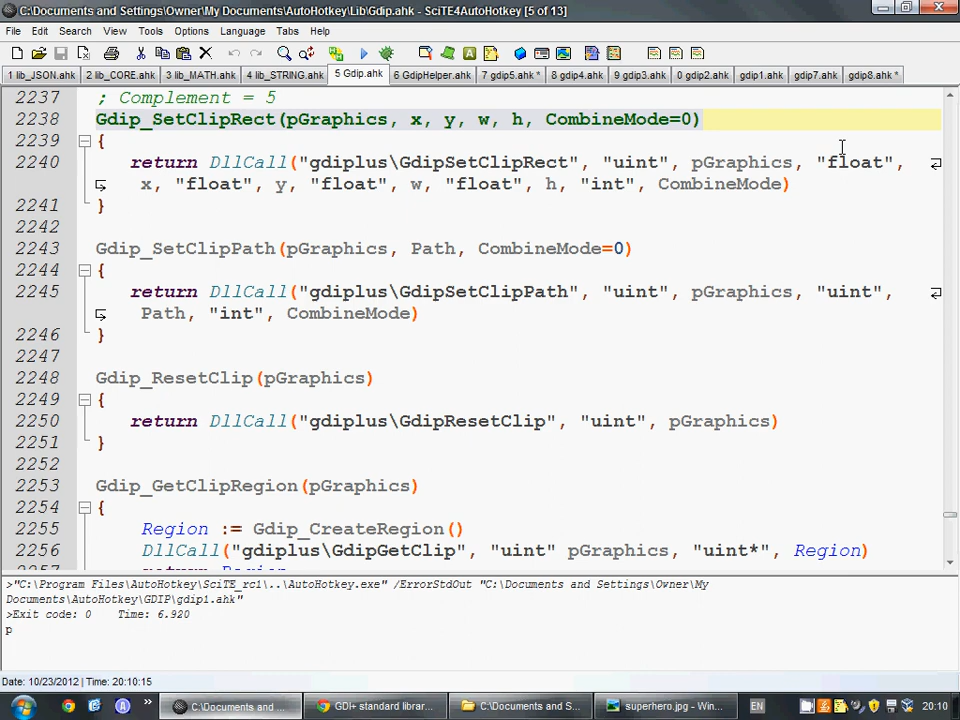 C:\Documents and Settings\Owner\My Documents\AutoHotkey\Lib\Gdip.ahk - SciTE4AutoHotkey [5 of 13]
File Edit Search View Tools Options Language Tabs Help
1 lib_JSON.ahk 2 lib_CORE.ahk 3 lib_MATH.ahk 4 lib_STRING.ahk 5 Gdip.ahk 6 GdipHelper.ahk 7 gdip5.ahk * 8 gdip4.ahk 9 gdip3.ahk 0 gdip2.ahk gdip1.ahk gdip7.ahk gdip8.ahk *
2237 ; Complement = 5
2238 Gdip_SetClipRect(pGraphics, x, y, w, h, CombineMode=0)
2239 {
2240 return DllCall("gdiplus\GdipSetClipRect", "uint", pGraphics, "float",
x, "float", y, "float", w, "float", h, "int", CombineMode)
2241 }
2242
2243 Gdip_SetClipPath(pGraphics, Path, CombineMode=0)
2244 {
2245 return DllCall("gdiplus\GdipSetClipPath", "uint", pGraphics, "uint",
Path, "int", CombineMode)
2246 }
2247
2248 Gdip_ResetClip(pGraphics)
2249 {
2250 return DllCall("gdiplus\GdipResetClip", "uint", pGraphics)
2251 }
2252
2253 Gdip_GetClipRegion(pGraphics)
2254 {
2255 Region := Gdip_CreateRegion()
2256 DllCall("gdiplus\GdipGetClip", "uint" pGraphics, "uint*", Region)
>"C:\Program Files\AutoHotkey\SciTE_rc1\..\AutoHotkey.exe" /ErrorStdOut "C:\Documents and Settings\Owner\My
Documents\AutoHotkey\GDIP\gdip1.ahk"
>Exit code: 0 Time: 6.920
p
Date: 10/23/2012 | Time: 20:10:15
C:\Documents and ... GDI+ standard librar... C:\Documents and S... superhero.jpg - Win... EN 20:10